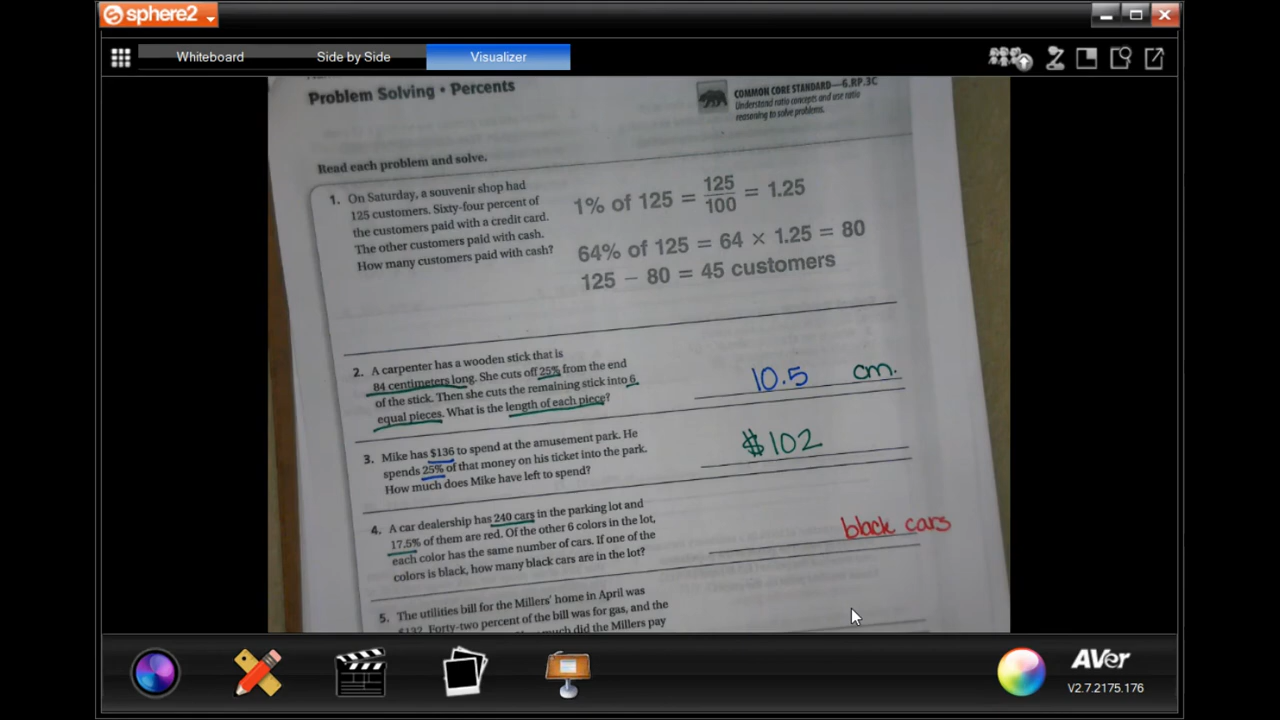 sphere2
Whiteboard
Side by Side
Visualizer
Problem Solving • Percents
COMMON CORE STANDARD—6.RP.3C
Understand ratio concepts and use ratio
reasoning to solve problems.
Read each problem and solve.
1. On Saturday, a souvenir shop had
125 customers. Sixty-four percent of
the customers paid with a credit card.
The other customers paid with cash.
How many customers paid with cash?
1% of 125 = 125/100 = 1.25
64% of 125 = 64 × 1.25 = 80
125 − 80 = 45 customers
2. A carpenter has a wooden stick that is
84 centimeters long. She cuts off 25% from the end
of the stick. Then she cuts the remaining stick into 6
equal pieces. What is the length of each piece?
10.5 cm.
3. Mike has $136 to spend at the amusement park. He
spends 25% of that money on his ticket into the park.
How much does Mike have left to spend?
$102
4. A car dealership has 240 cars in the parking lot and
17.5% of them are red. Of the other 6 colors in the lot,
each color has the same number of cars. If one of the
colors is black, how many black cars are in the lot?
black cars
5. The utilities bill for the Millers' home in April was
$132. Forty-two percent of the bill was for gas, and the
much did the Millers pay
AVer
V2.7.2175.176